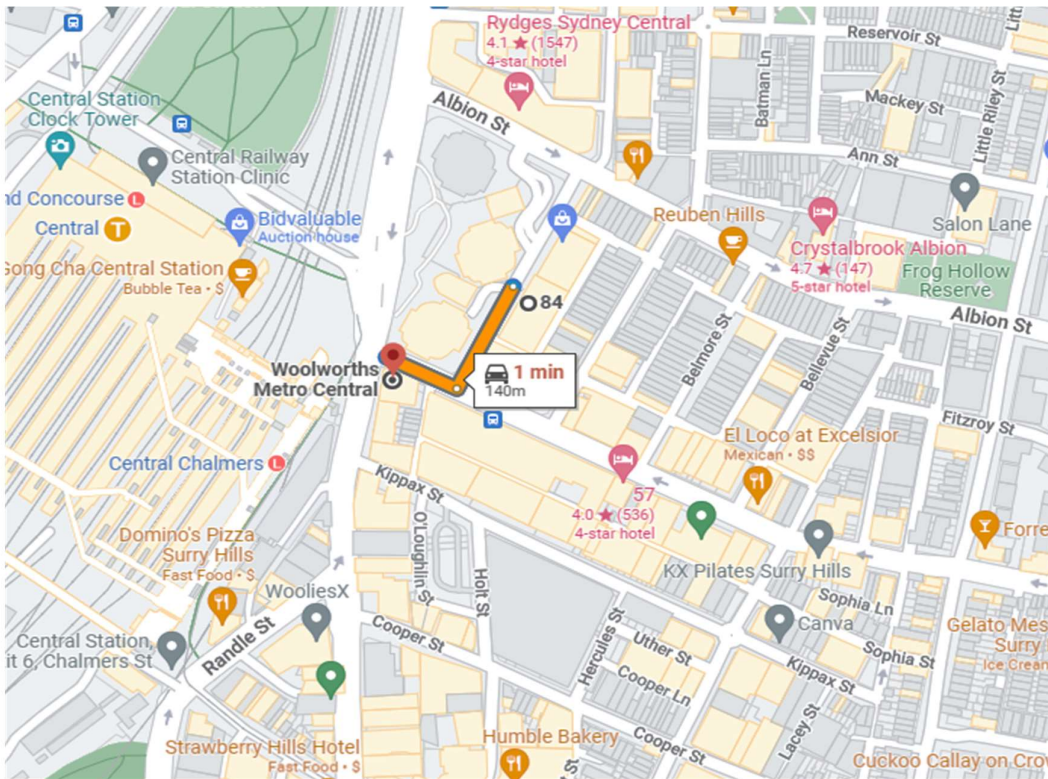 Rydges Sydney Central
4.1 ★ (1547)
4-star hotel
Reservoir St
Batman Ln
Mackey St
Little Riley St
Albion St
Ann St
Central Station
Clock Tower
Central Railway
Station Clinic
nd Concourse
L
Central
T
Bidvaluable
Auction house
Gong Cha Central Station
Bubble Tea • $
Reuben Hills
Salon Lane
Crystalbrook Albion
4.7 ★ (147)
5-star hotel
Frog Hollow
Reserve
Albion St
84
Woolworths
Metro Central
1 min
140m
Belmore St
Bellevue St
Fitzroy St
Central Chalmers
L
Kippax St
El Loco at Excelsior
Mexican • $$
57
4.0 ★ (536)
4-star hotel
Forre
Domino's Pizza
Surry Hills
Fast Food • $
O'Loughlin St
Holt St
KX Pilates Surry Hills
WooliesX
Sophia Ln
Canva
Gelato Mes
Surry
Ice Crean
Central Station,
it 6, Chalmers St
Randle St
Cooper St
Hercules St
Uther St
Cooper Ln
Kippax St
Sophia St
Lacey St
Strawberry Hills Hotel
Fast Food • $
Humble Bakery
Cooper St
Cuckoo Callay on Cro